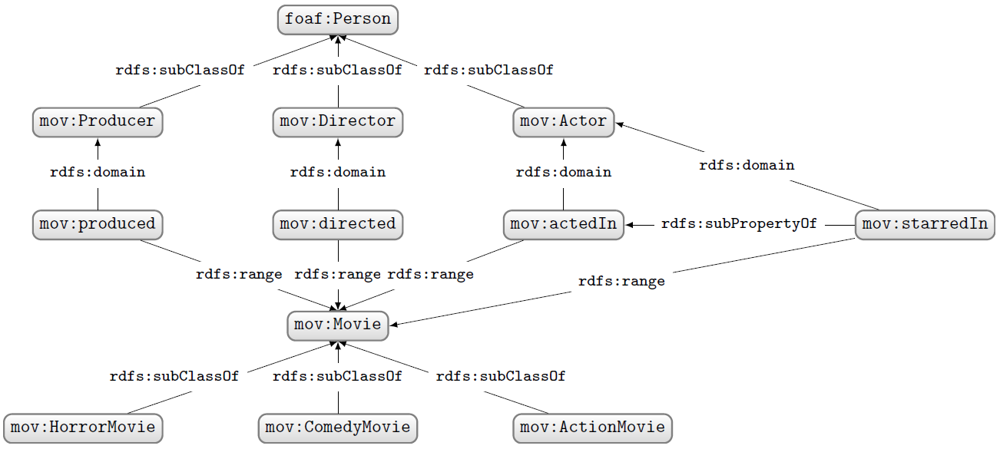 foaf:Person
rdfs:subClassOf rdfs:subClassOf rdfs:subClassOf
mov:Producer mov:Director mov:Actor
rdfs:domain rdfs:domain rdfs:domain rdfs:domain
mov:produced mov:directed mov:actedIn rdfs:subPropertyOf mov:starredIn
rdfs:range rdfs:range rdfs:range rdfs:range
mov:Movie
rdfs:subClassOf rdfs:subClassOf rdfs:subClassOf
mov:HorrorMovie mov:ComedyMovie mov:ActionMovie